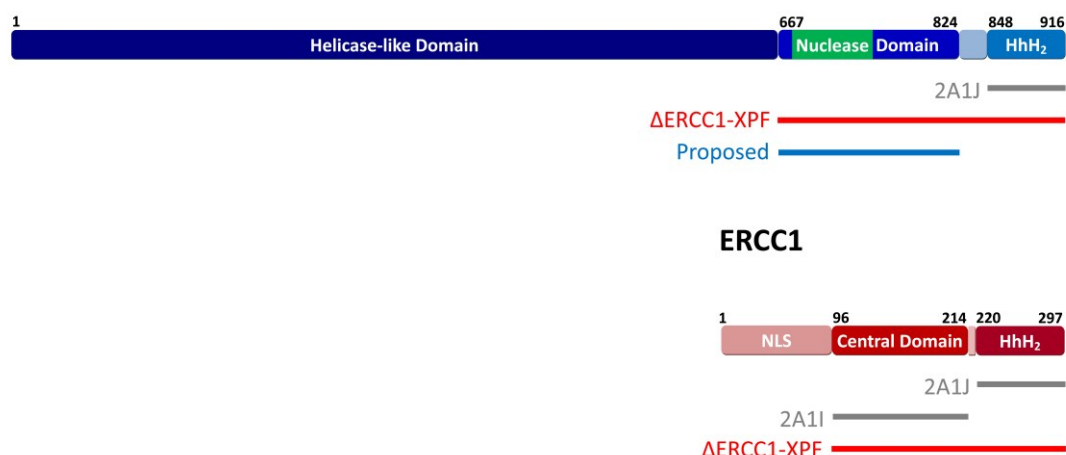 1 667 824 848 916
Helicase-like Domain Nuclease Domain HhH₂
2A1J
ΔERCC1-XPF
Proposed
ERCC1
1 96 214 220 297
NLS Central Domain HhH₂
2A1J
2A1I
ΔERCC1-XPF